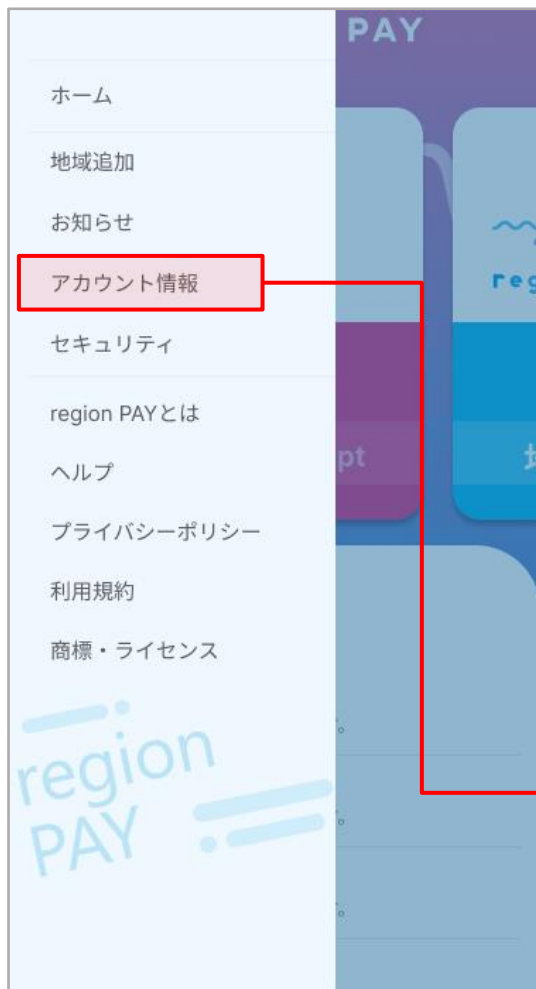 PAY
ホーム
地域追加
お知らせ
アカウント情報
セキュリティ
region PAYとは
ヘルプ
プライバシーポリシー
利用規約
商標・ライセンス
reg
pt
region
PAY
。
。
。